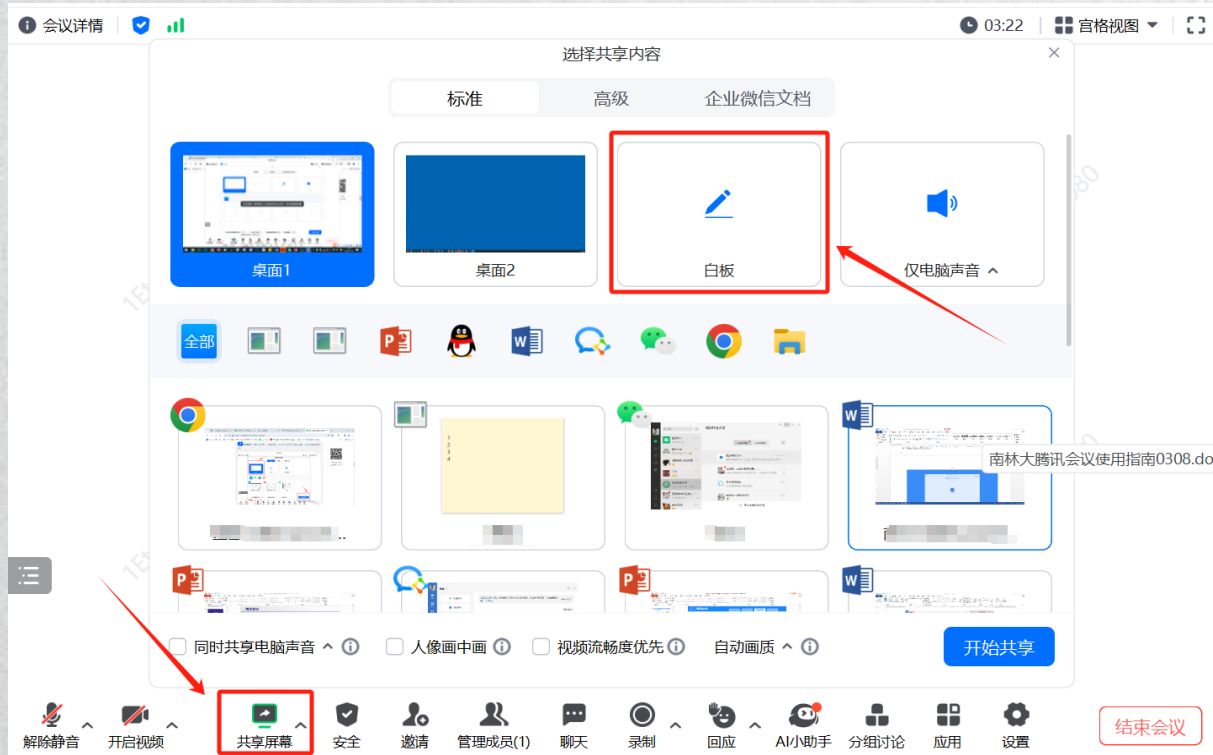 会议详情
03:22
宫格视图
选择共享内容
标准
高级
企业微信文档
桌面1
桌面2
白板
仅电脑声音
全部
1
2
3
4
南林大腾讯会议使用指南0308.do
同时共享电脑声音
人像画中画
视频流畅度优先
自动画质
开始共享
解除静音
开启视频
共享屏幕
安全
邀请
管理成员(1)
聊天
录制
回应
AI小助手
分组讨论
应用
设置
结束会议